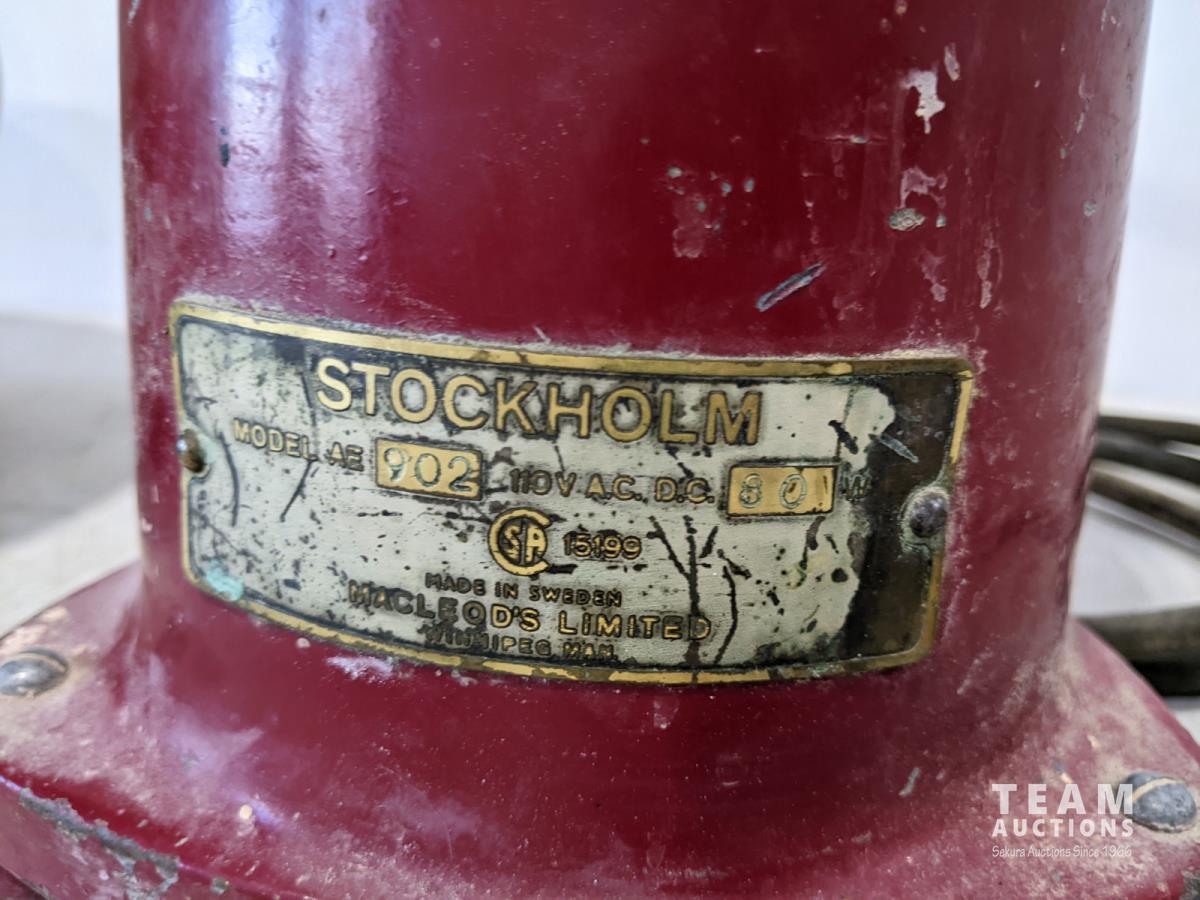 STOCKHOLM
MODEL AE 902 110V A.C. D.C. 80 W
CSA 15199
MADE IN SWEDEN
MACLEOD'S LIMITED
WINNIPEG MAN.
TEAM
AUCTIONS
Sakura Auctions Since 1966